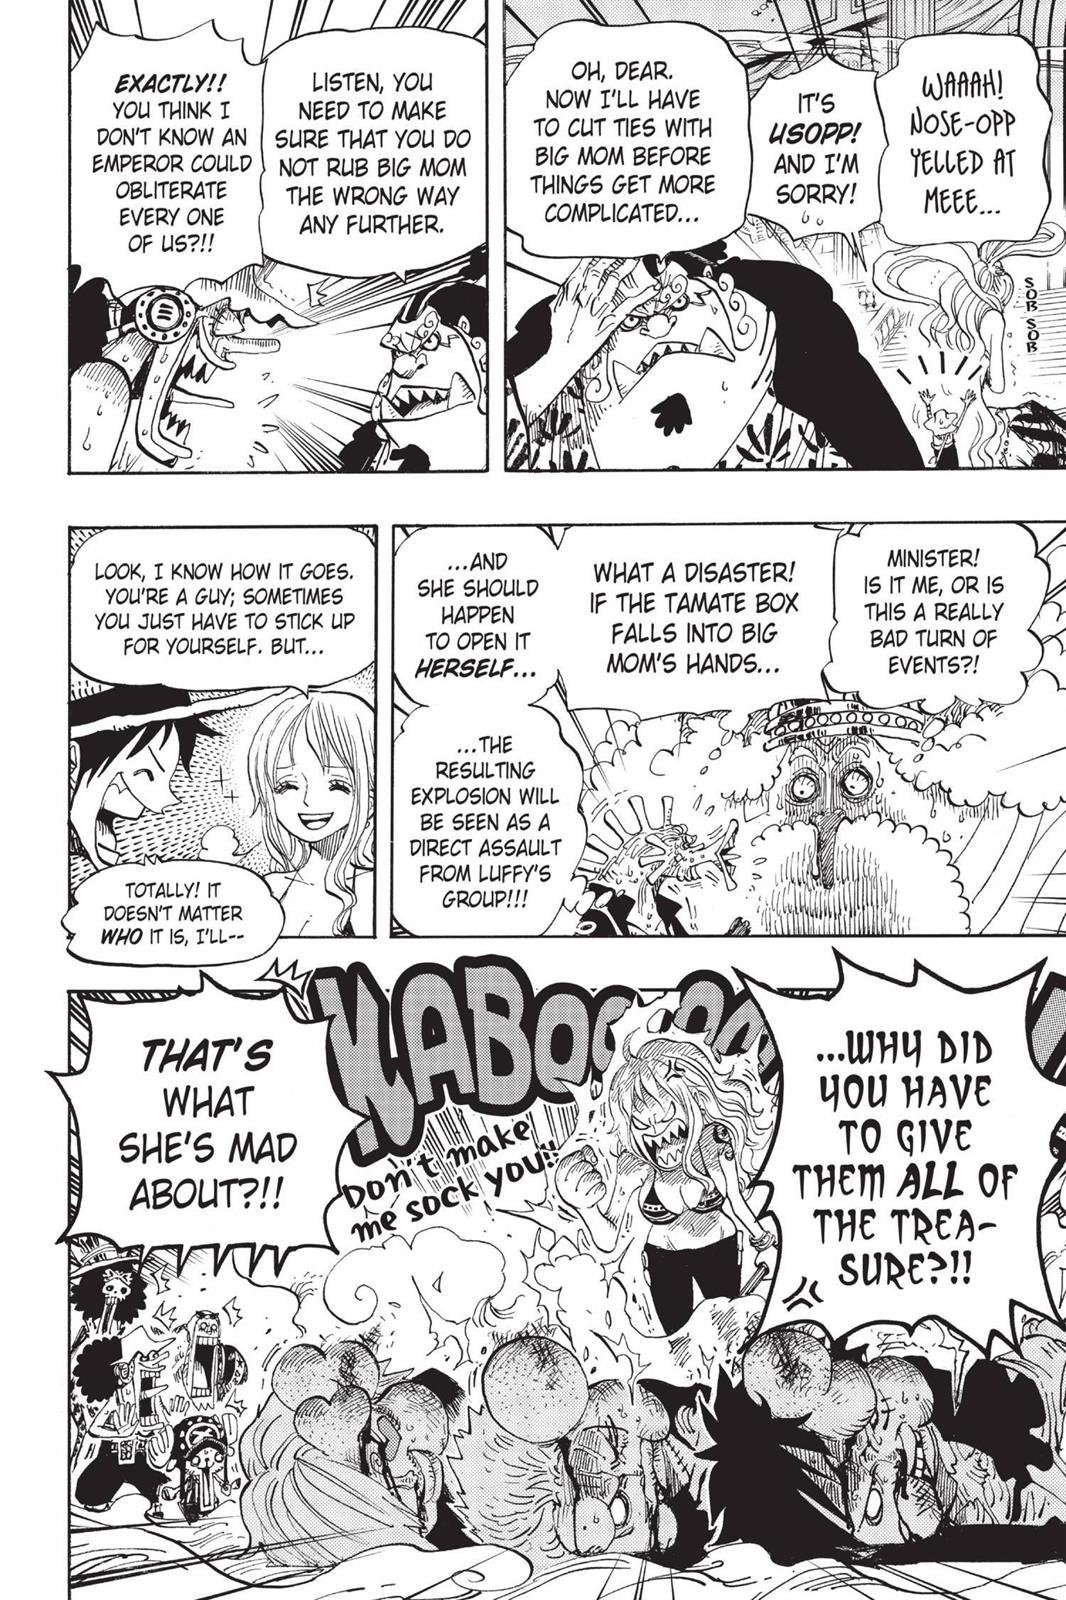 WAAAH!
NOSE-OPP
YELLED AT
MEEE...
IT'S
USOPP!
AND I'M
SORRY!
SOB SOB
OH, DEAR.
NOW I'LL HAVE
TO CUT TIES WITH
BIG MOM BEFORE
THINGS GET MORE
COMPLICATED...
LISTEN, YOU
NEED TO MAKE
SURE THAT YOU DO
NOT RUB BIG MOM
THE WRONG WAY
ANY FURTHER.
EXACTLY!!
YOU THINK I
DON'T KNOW AN
EMPEROR COULD
OBLITERATE
EVERY ONE
OF US?!!
MINISTER!
IS IT ME, OR IS
THIS A REALLY
BAD TURN OF
EVENTS?!
WHAT A DISASTER!
IF THE TAMATE BOX
FALLS INTO BIG
MOM'S HANDS...
...AND
SHE SHOULD
HAPPEN
TO OPEN IT
HERSELF...
...THE
RESULTING
EXPLOSION WILL
BE SEEN AS A
DIRECT ASSAULT
FROM LUFFY'S
GROUP!!!
LOOK, I KNOW HOW IT GOES.
YOU'RE A GUY; SOMETIMES
YOU JUST HAVE TO STICK UP
FOR YOURSELF. BUT...
TOTALLY! IT
DOESN'T MATTER
WHO IT IS, I'LL--
...WHY DID
YOU HAVE
TO GIVE
THEM ALL OF
THE TREA-
SURE?!!
Don't make
me sock you!!
THAT'S
WHAT
SHE'S MAD
ABOUT?!!